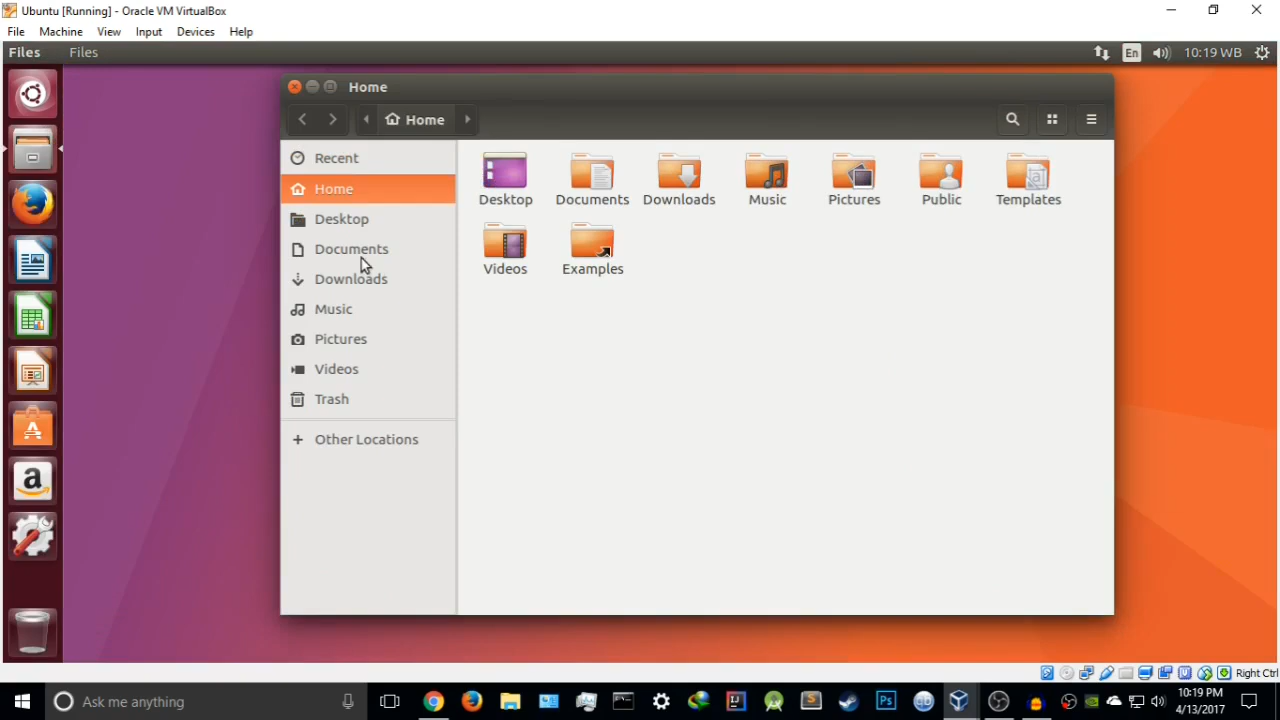 Ubuntu [Running] - Oracle VM VirtualBox
File Machine View Input Devices Help
Files Files En 10:19 WB
Home
Home
Recent
Home
Desktop
Documents
Downloads
Music
Pictures
Videos
Trash
Other Locations
Desktop Documents Downloads Music Pictures Public Templates
Videos Examples
Right Ctrl
Ask me anything
10:19 PM
4/13/2017